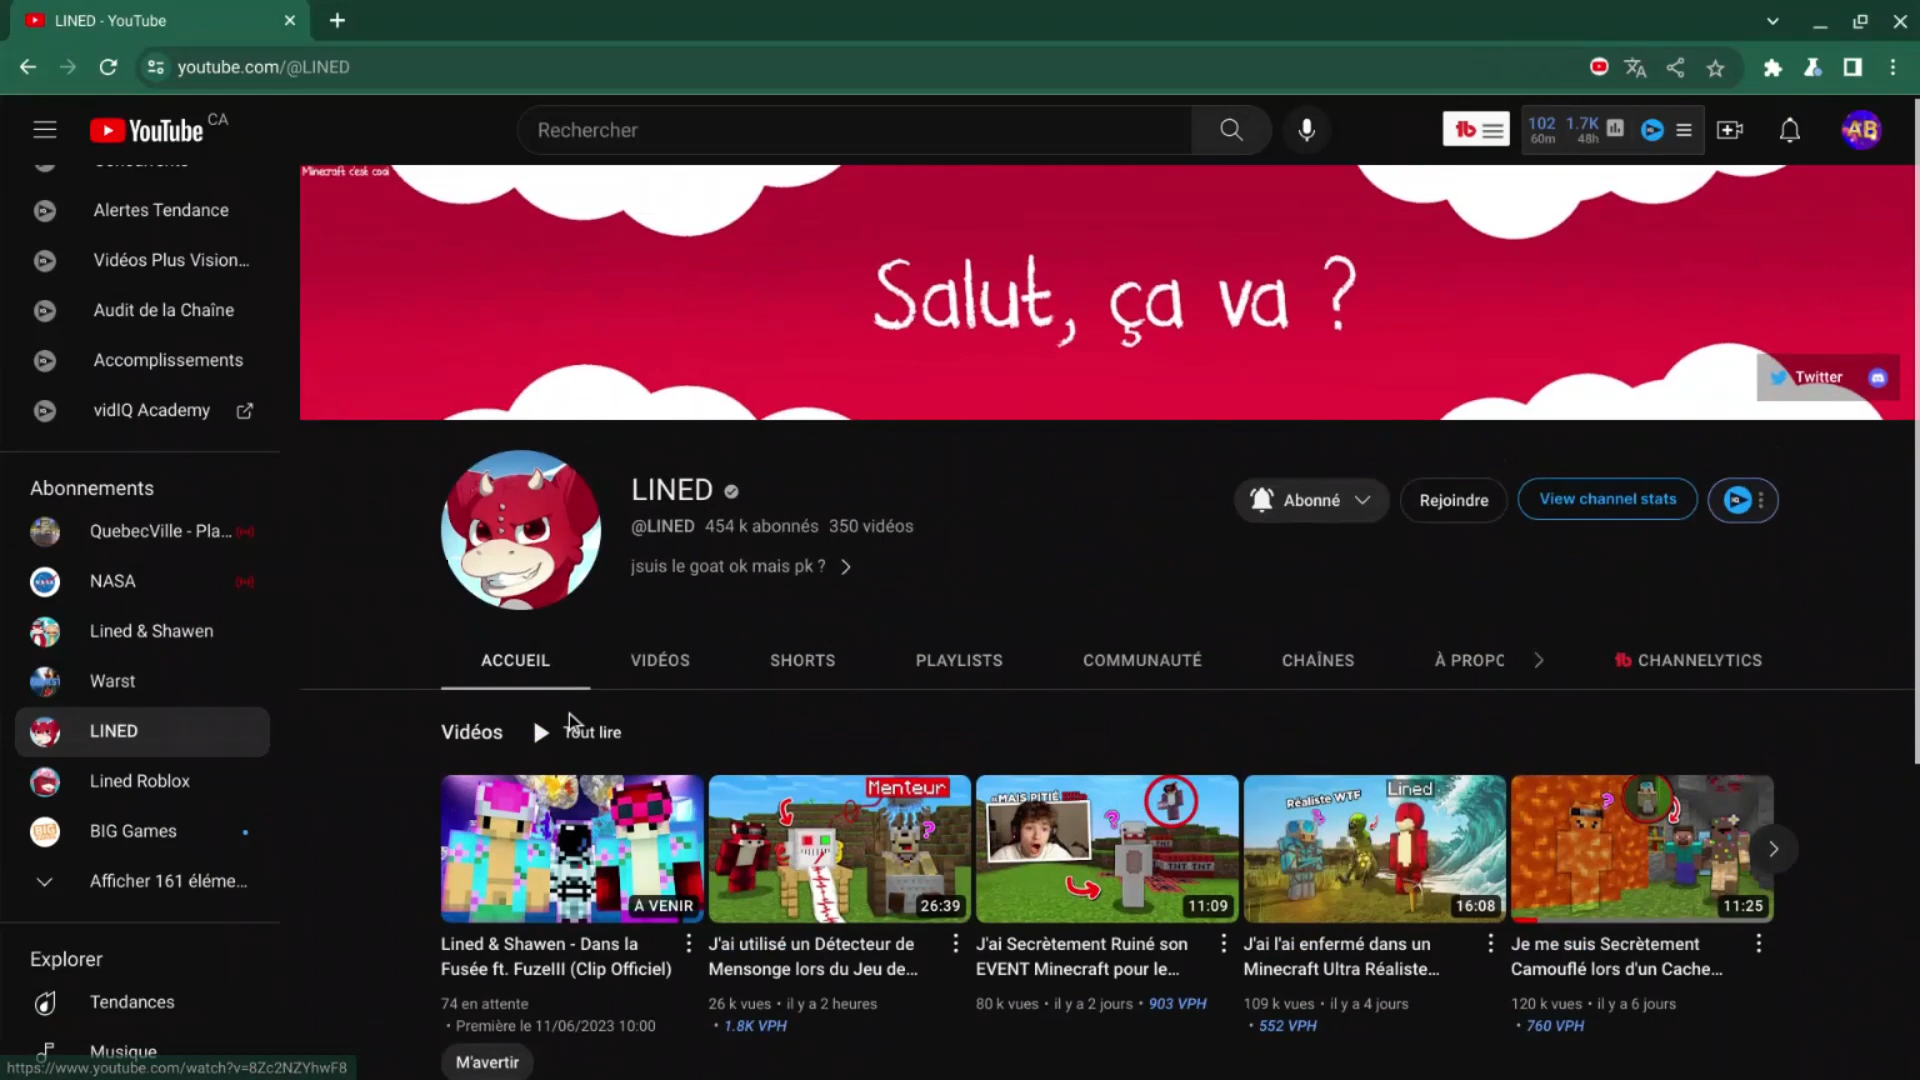 LINED - YouTube
youtube.com/@LINED
YouTube CA
Rechercher
102 1.7K
60m 48h
Alertes Tendance
Vidéos Plus Vision...
Audit de la Chaîne
Accomplissements
vidIQ Academy
Abonnements
QuebecVille - Pla...
NASA
Lined & Shawen
Warst
LINED
Lined Roblox
BIG Games
Afficher 161 éléme...
Explorer
Tendances
Musique
https://www.youtube.com/watch?v=8Zc2NZYhwF8
Minecraft c'est cool
Salut, ça va ?
Twitter
LINED
@LINED 454 k abonnés 350 vidéos
jsuis le goat ok mais pk ?
Abonné
Rejoindre
View channel stats
ACCUEIL VIDÉOS SHORTS PLAYLISTS COMMUNAUTÉ CHAÎNES À PROPC CHANNELYTICS
Vidéos Tout lire
À VENIR
Lined & Shawen - Dans la
Fusée ft. FuzeIII (Clip Officiel)
74 en attente
• Première le 11/06/2023 10:00
M'avertir
Menteur
26:39
J'ai utilisé un Détecteur de
Mensonge lors du Jeu de...
26 k vues • il y a 2 heures
• 1.8K VPH
MAIS PITIÉ
TNT TNT
11:09
J'ai Secrètement Ruiné son
EVENT Minecraft pour le...
80 k vues • il y a 2 jours • 903 VPH
Réaliste WTF
Lined
16:08
J'ai l'ai enfermé dans un
Minecraft Ultra Réaliste...
109 k vues • il y a 4 jours
• 552 VPH
11:25
Je me suis Secrètement
Camouflé lors d'un Cache...
120 k vues • il y a 6 jours
• 760 VPH